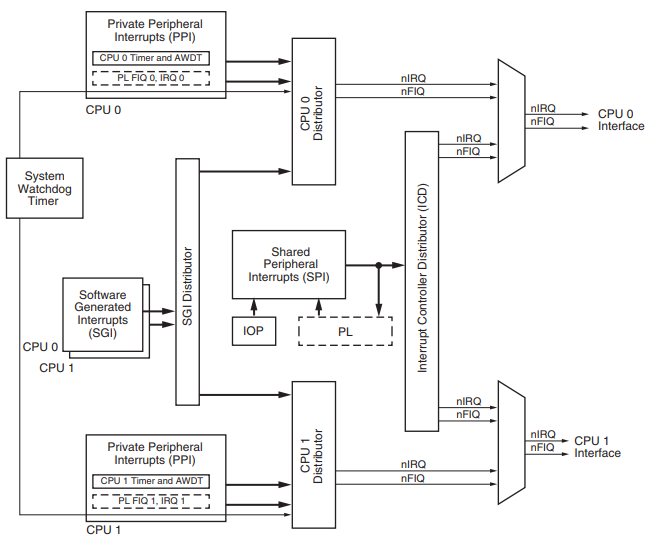 Private Peripheral
Interrupts (PPI)
CPU 0 Timer and AWDT
PL FIQ 0, IRQ 0
CPU 0
CPU 0
Distributor
nIRQ
nFIQ
nIRQ
nFIQ
CPU 0
Interface
nIRQ
nFIQ
System
Watchdog
Timer
SGI Distributor
Shared
Peripheral
Interrupts (SPI)
Interrupt Controller Distributor (ICD)
Software
Generated
Interrupts
(SGI)
CPU 0
CPU 1
IOP
PL
nIRQ
nFIQ
Private Peripheral
Interrupts (PPI)
CPU 1 Timer and AWDT
PL FIQ 1, IRQ 1
CPU 1
CPU 1
Distributor
nIRQ
nFIQ
nIRQ
nFIQ
CPU 1
Interface